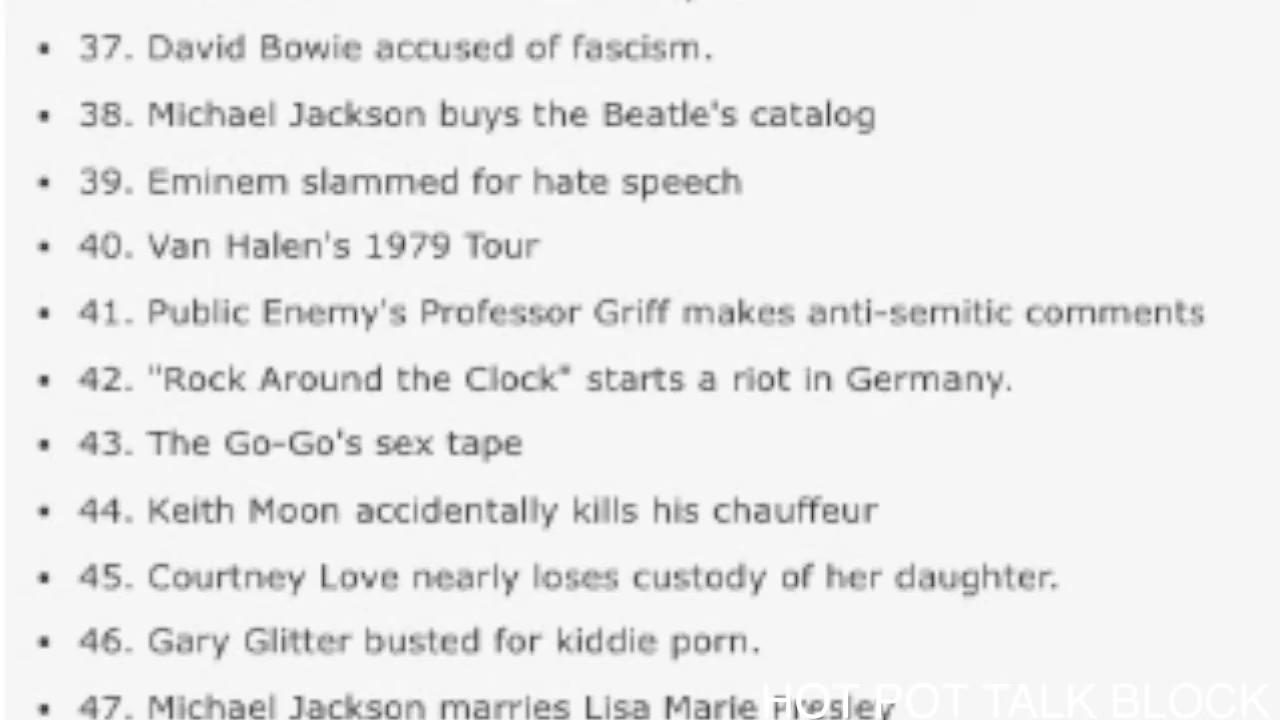 • 37. David Bowie accused of fascism.
• 38. Michael Jackson buys the Beatle's catalog
• 39. Eminem slammed for hate speech
• 40. Van Halen's 1979 Tour
• 41. Public Enemy's Professor Griff makes anti-semitic comments
• 42. "Rock Around the Clock" starts a riot in Germany.
• 43. The Go-Go's sex tape
• 44. Keith Moon accidentally kills his chauffeur
• 45. Courtney Love nearly loses custody of her daughter.
• 46. Gary Glitter busted for kiddie porn.
• 47. Michael Jackson marries Lisa Marie
HOT POT TALK BLOCK